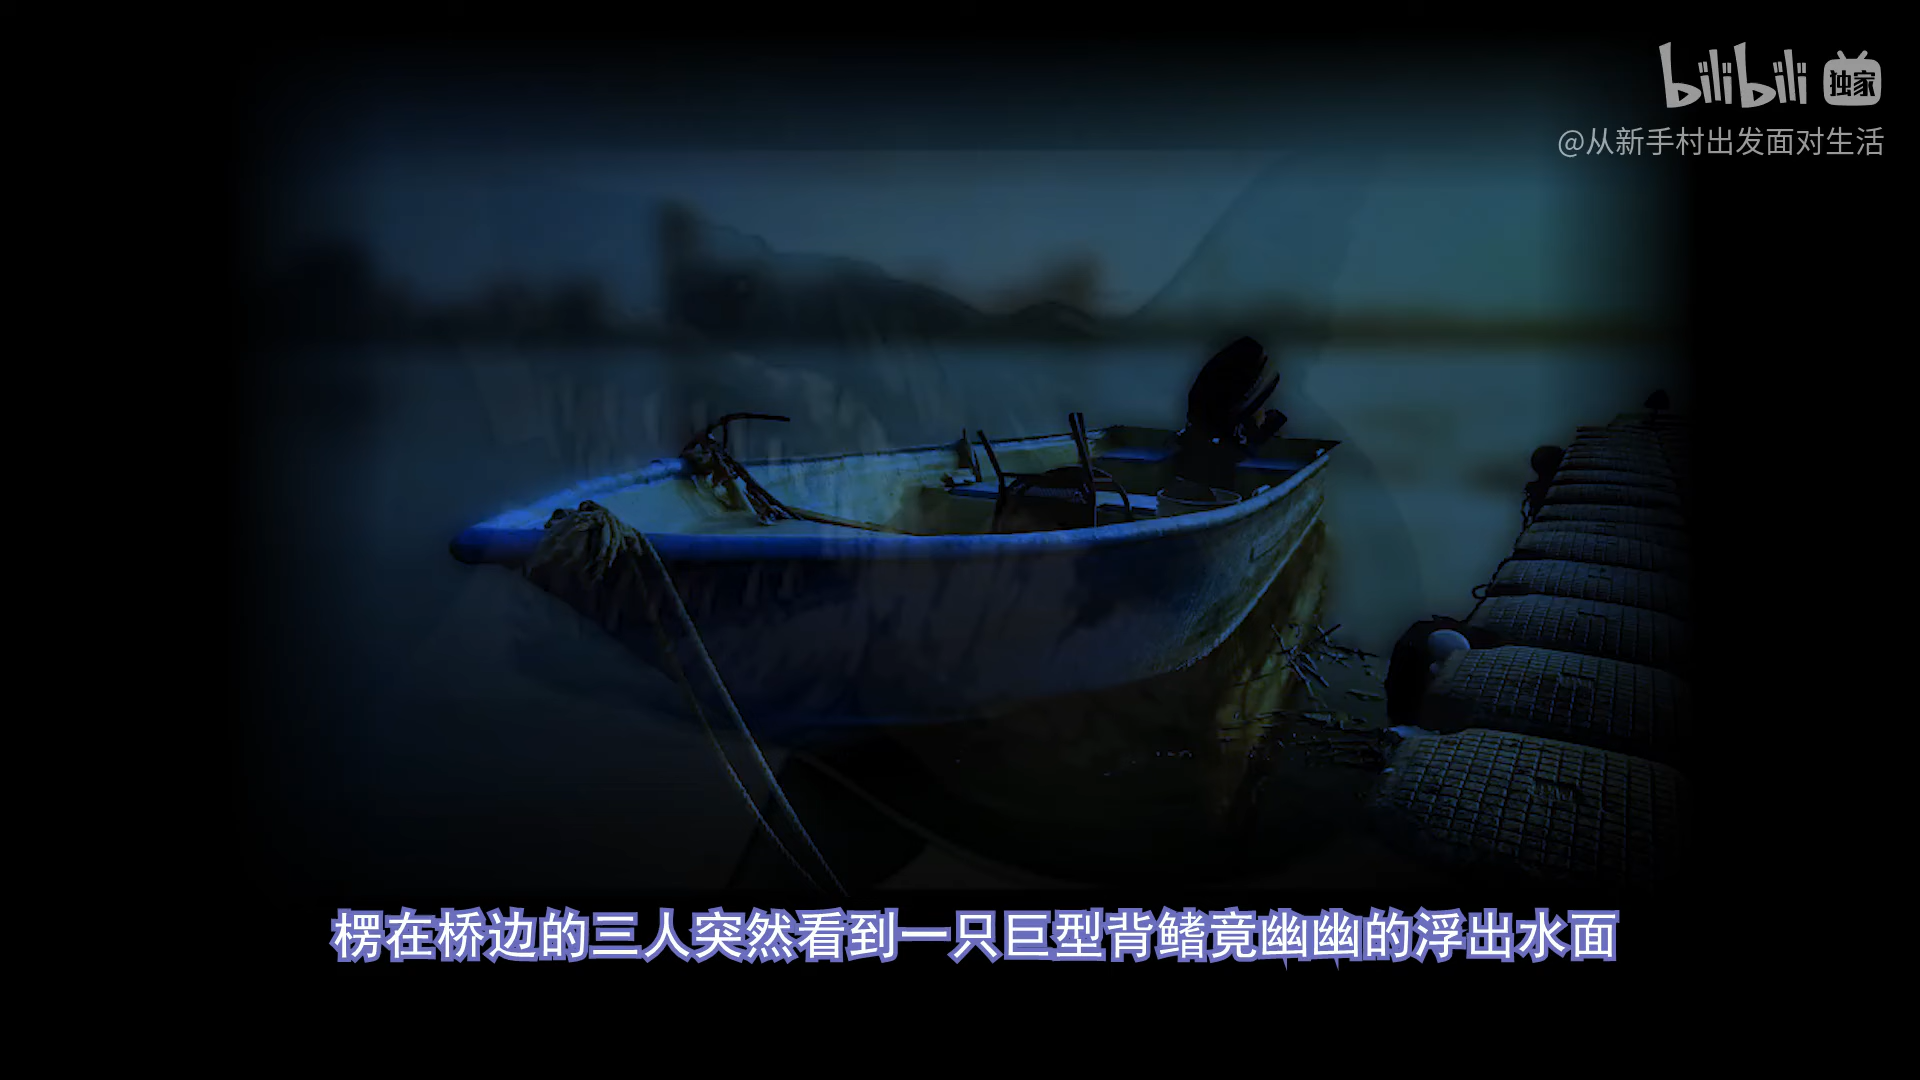 bilibili 独家
@从新手村出发面对生活
楞在桥边的三人突然看到一只巨型背鳍竟幽幽的浮出水面